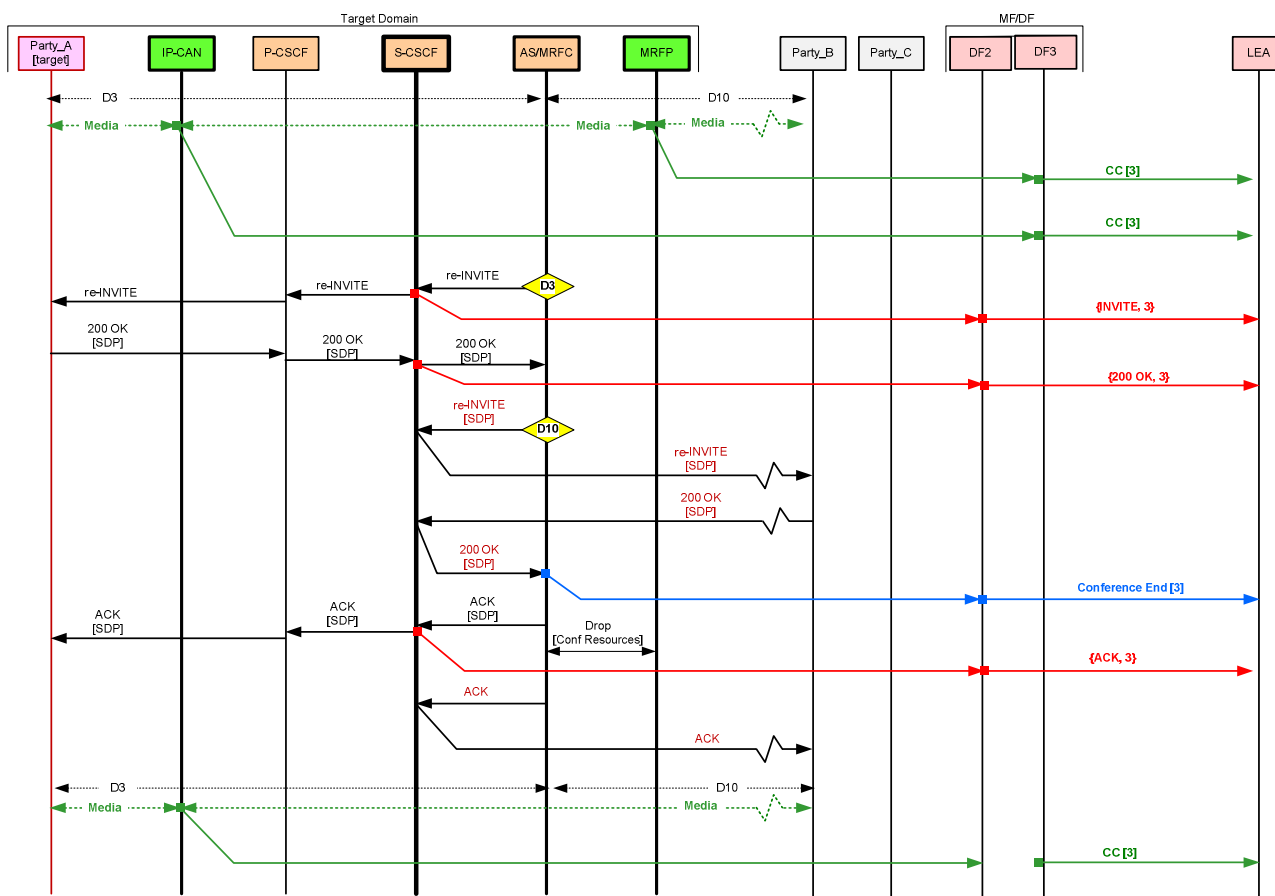 Target Domain
MF/DF
Party_A
[target]
IP-CAN
P-CSCF
S-CSCF
AS/MRFC
MRFP
Party_B
Party_C
DF2
DF3
LEA
D3
D10
Media
Media
Media
CC [3]
CC [3]
D3
re-INVITE
re-INVITE
re-INVITE
{INVITE, 3}
200 OK
[SDP]
200 OK
[SDP]
200 OK
[SDP]
{200 OK, 3}
re-INVITE
[SDP]
D10
re-INVITE
[SDP]
200 OK
[SDP]
200 OK
[SDP]
Conference End [3]
ACK
[SDP]
ACK
[SDP]
ACK
[SDP]
Drop
[Conf Resources]
{ACK, 3}
ACK
ACK
D3
D10
Media
Media
CC [3]